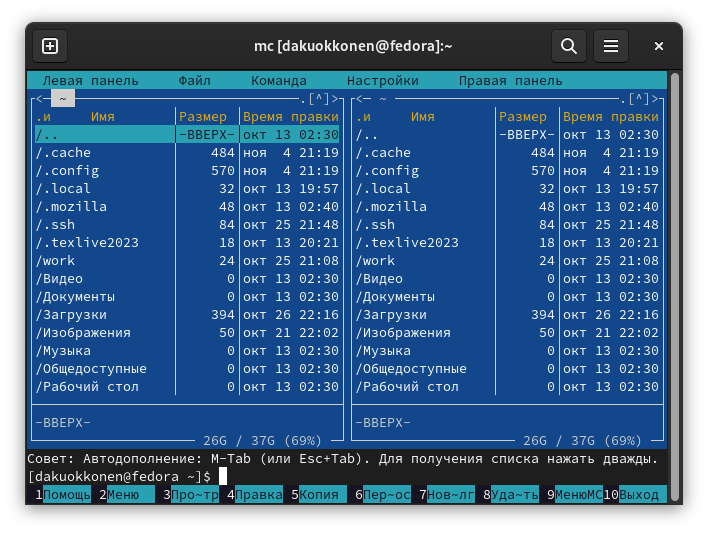 mc [dakuokkonen@fedora]:~
Левая панель Файл Команда Настройки Правая панель
<─ ~ .[^]> <─ ~ .[^]>
.и Имя Размер Время правки .и Имя Размер Время правки
/.. -ВВЕРХ- окт 13 02:30 /.. -ВВЕРХ- окт 13 02:30
/.cache 484 ноя 4 21:19 /.cache 484 ноя 4 21:19
/.config 570 ноя 4 21:19 /.config 570 ноя 4 21:19
/.local 32 окт 13 19:57 /.local 32 окт 13 19:57
/.mozilla 48 окт 13 02:40 /.mozilla 48 окт 13 02:40
/.ssh 84 окт 25 21:48 /.ssh 84 окт 25 21:48
/.texlive2023 18 окт 13 20:21 /.texlive2023 18 окт 13 20:21
/work 24 окт 25 21:08 /work 24 окт 25 21:08
/Видео 0 окт 13 02:30 /Видео 0 окт 13 02:30
/Документы 0 окт 13 02:30 /Документы 0 окт 13 02:30
/Загрузки 394 окт 26 22:16 /Загрузки 394 окт 26 22:16
/Изображения 50 окт 21 22:02 /Изображения 50 окт 21 22:02
/Музыка 0 окт 13 02:30 /Музыка 0 окт 13 02:30
/Общедоступные 0 окт 13 02:30 /Общедоступные 0 окт 13 02:30
/Рабочий стол 0 окт 13 02:30 /Рабочий стол 0 окт 13 02:30
-ВВЕРХ- -ВВЕРХ-
26G / 37G (69%) 26G / 37G (69%)
Совет: Автодополнение: M-Tab (или Esc+Tab). Для получения списка нажать дважды.
[dakuokkonen@fedora ~]$
1Помощь 2Меню 3Про~тр 4Правка 5Копия 6Пер~ос 7Нов~лг 8Уда~ть 9МенюMC 10Выход